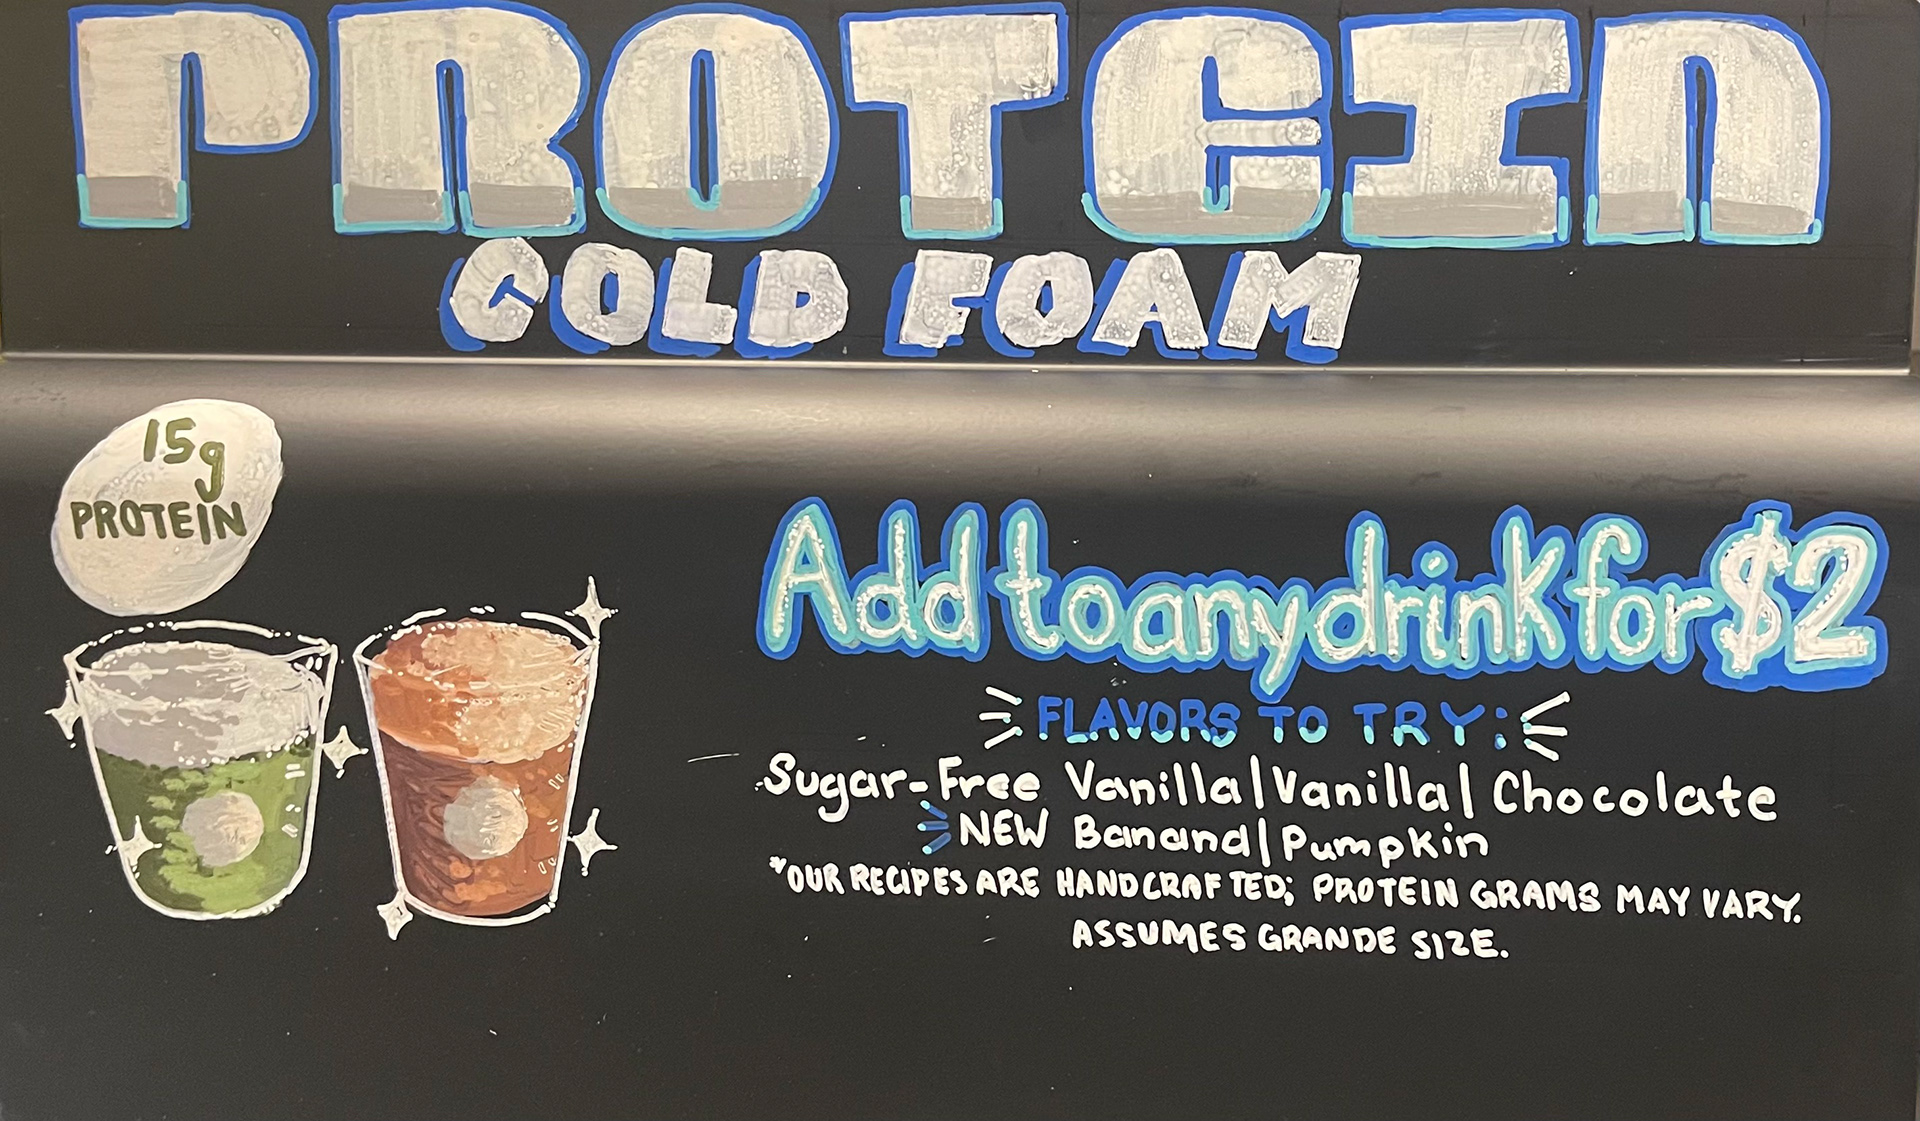 PROTEIN
COLD FOAM
15g
PROTEIN
Add to any drink for $2
FLAVORS TO TRY:
Sugar-Free Vanilla|Vanilla|Chocolate
NEW Banana|Pumpkin
*OUR RECIPES ARE HANDCRAFTED; PROTEIN GRAMS MAY VARY.
ASSUMES GRANDE SIZE.